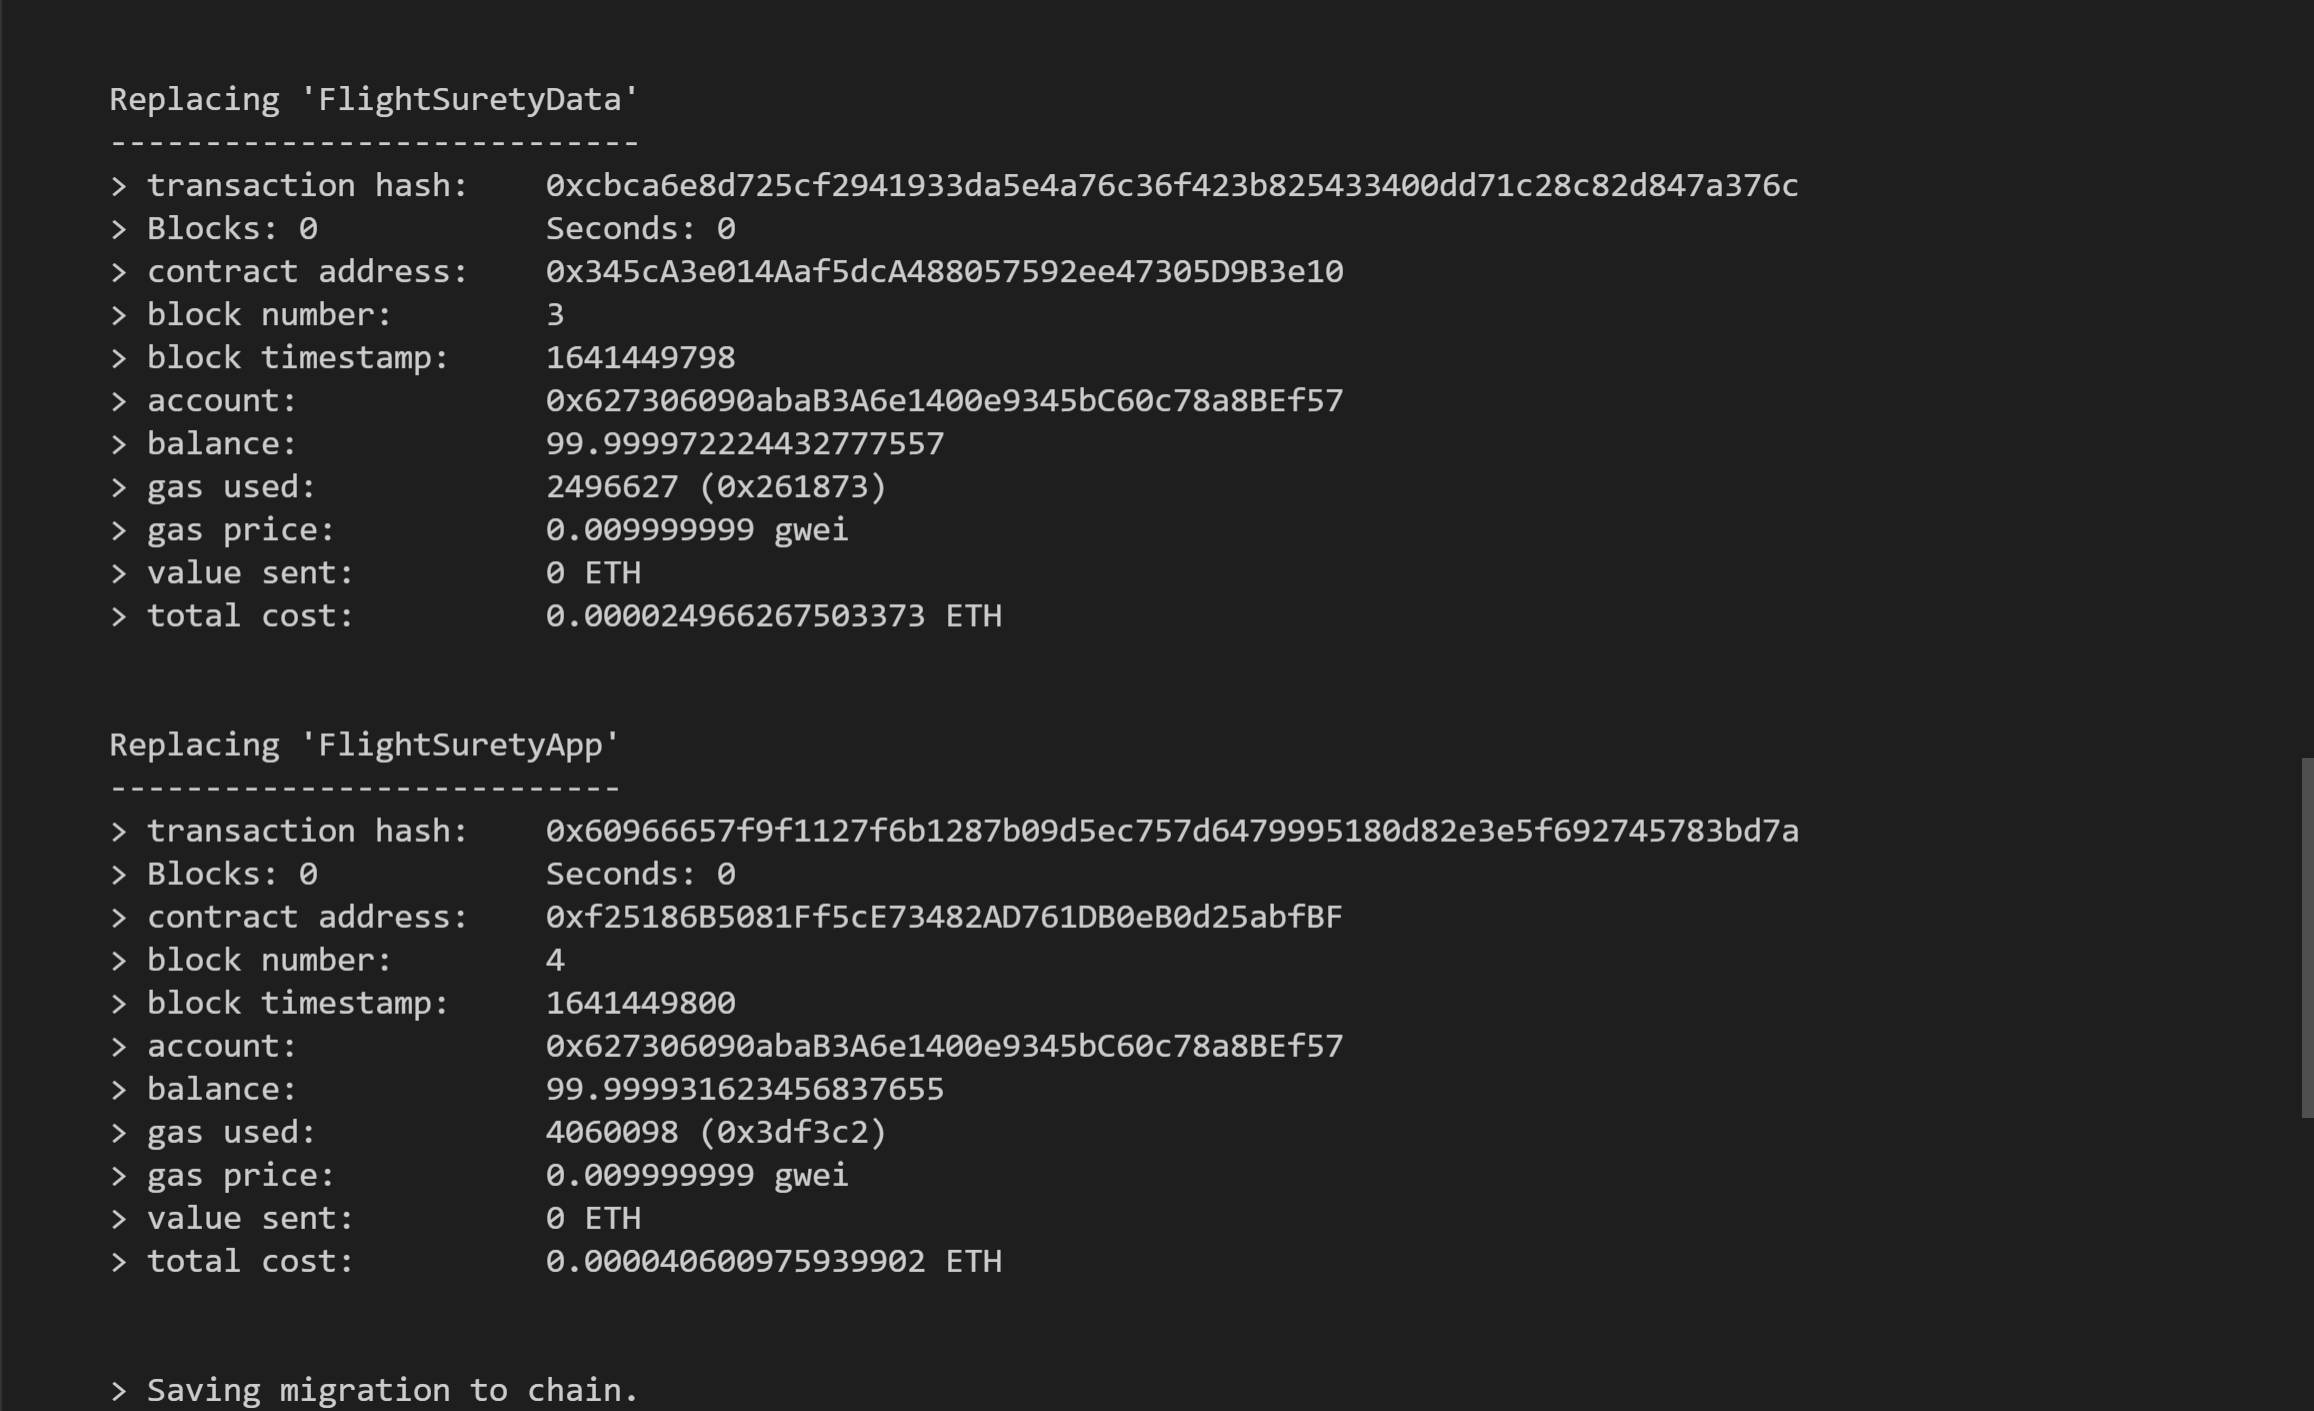 Replacing 'FlightSuretyData'
----------------------------
> transaction hash:    0xcbca6e8d725cf2941933da5e4a76c36f423b825433400dd71c28c82d847a376c
> Blocks: 0            Seconds: 0
> contract address:    0x345cA3e014Aaf5dcA488057592ee47305D9B3e10
> block number:        3
> block timestamp:     1641449798
> account:             0x627306090abaB3A6e1400e9345bC60c78a8BEf57
> balance:             99.999972224432777557
> gas used:            2496627 (0x261873)
> gas price:           0.009999999 gwei
> value sent:          0 ETH
> total cost:          0.000024966267503373 ETH
Replacing 'FlightSuretyApp'
---------------------------
> transaction hash:    0x60966657f9f1127f6b1287b09d5ec757d6479995180d82e3e5f692745783bd7a
> Blocks: 0            Seconds: 0
> contract address:    0xf25186B5081Ff5cE73482AD761DB0eB0d25abfBF
> block number:        4
> block timestamp:     1641449800
> account:             0x627306090abaB3A6e1400e9345bC60c78a8BEf57
> balance:             99.999931623456837655
> gas used:            4060098 (0x3df3c2)
> gas price:           0.009999999 gwei
> value sent:          0 ETH
> total cost:          0.000040600975939902 ETH
> Saving migration to chain.